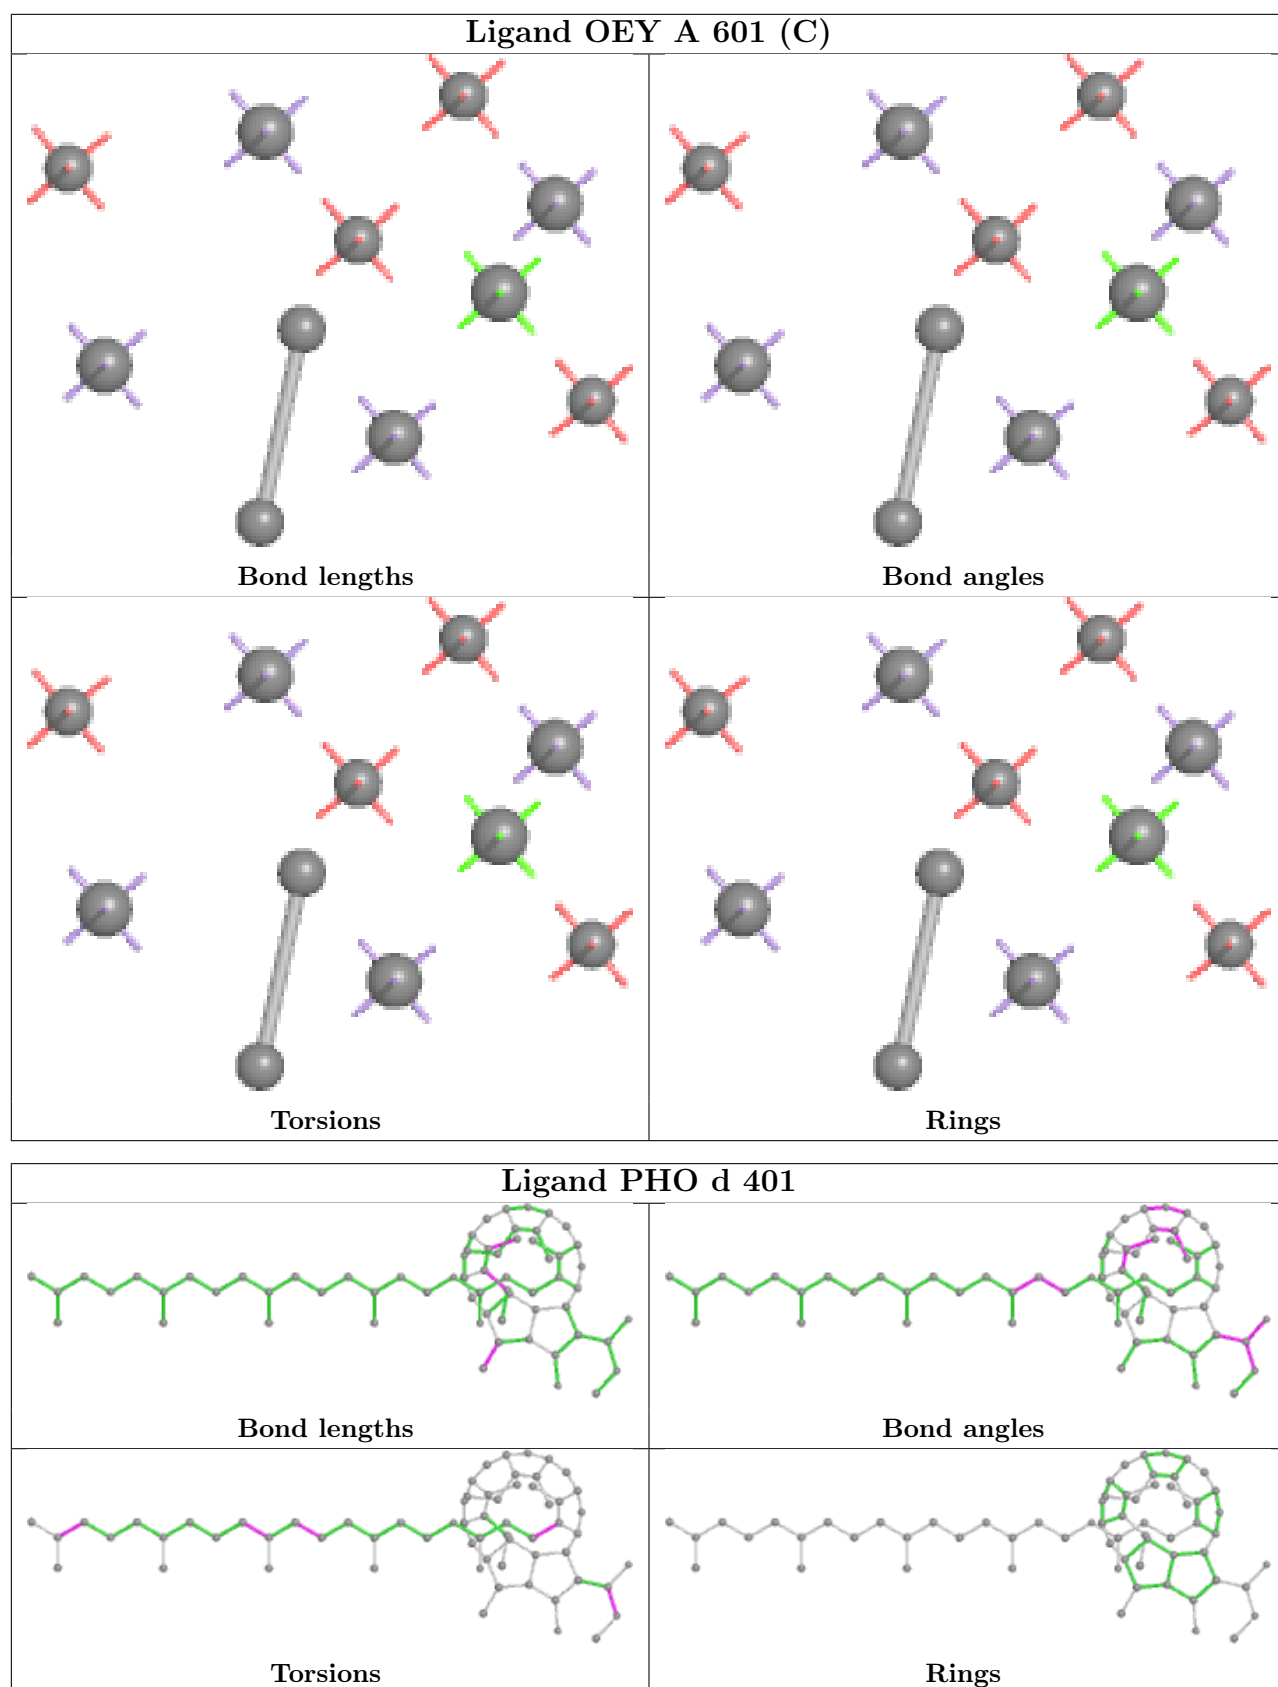 Ligand OEY A 601 (C)
Bond lengths
Bond angles
Torsions
Rings
Ligand PHO d 401
Bond lengths
Bond angles
Torsions
Rings